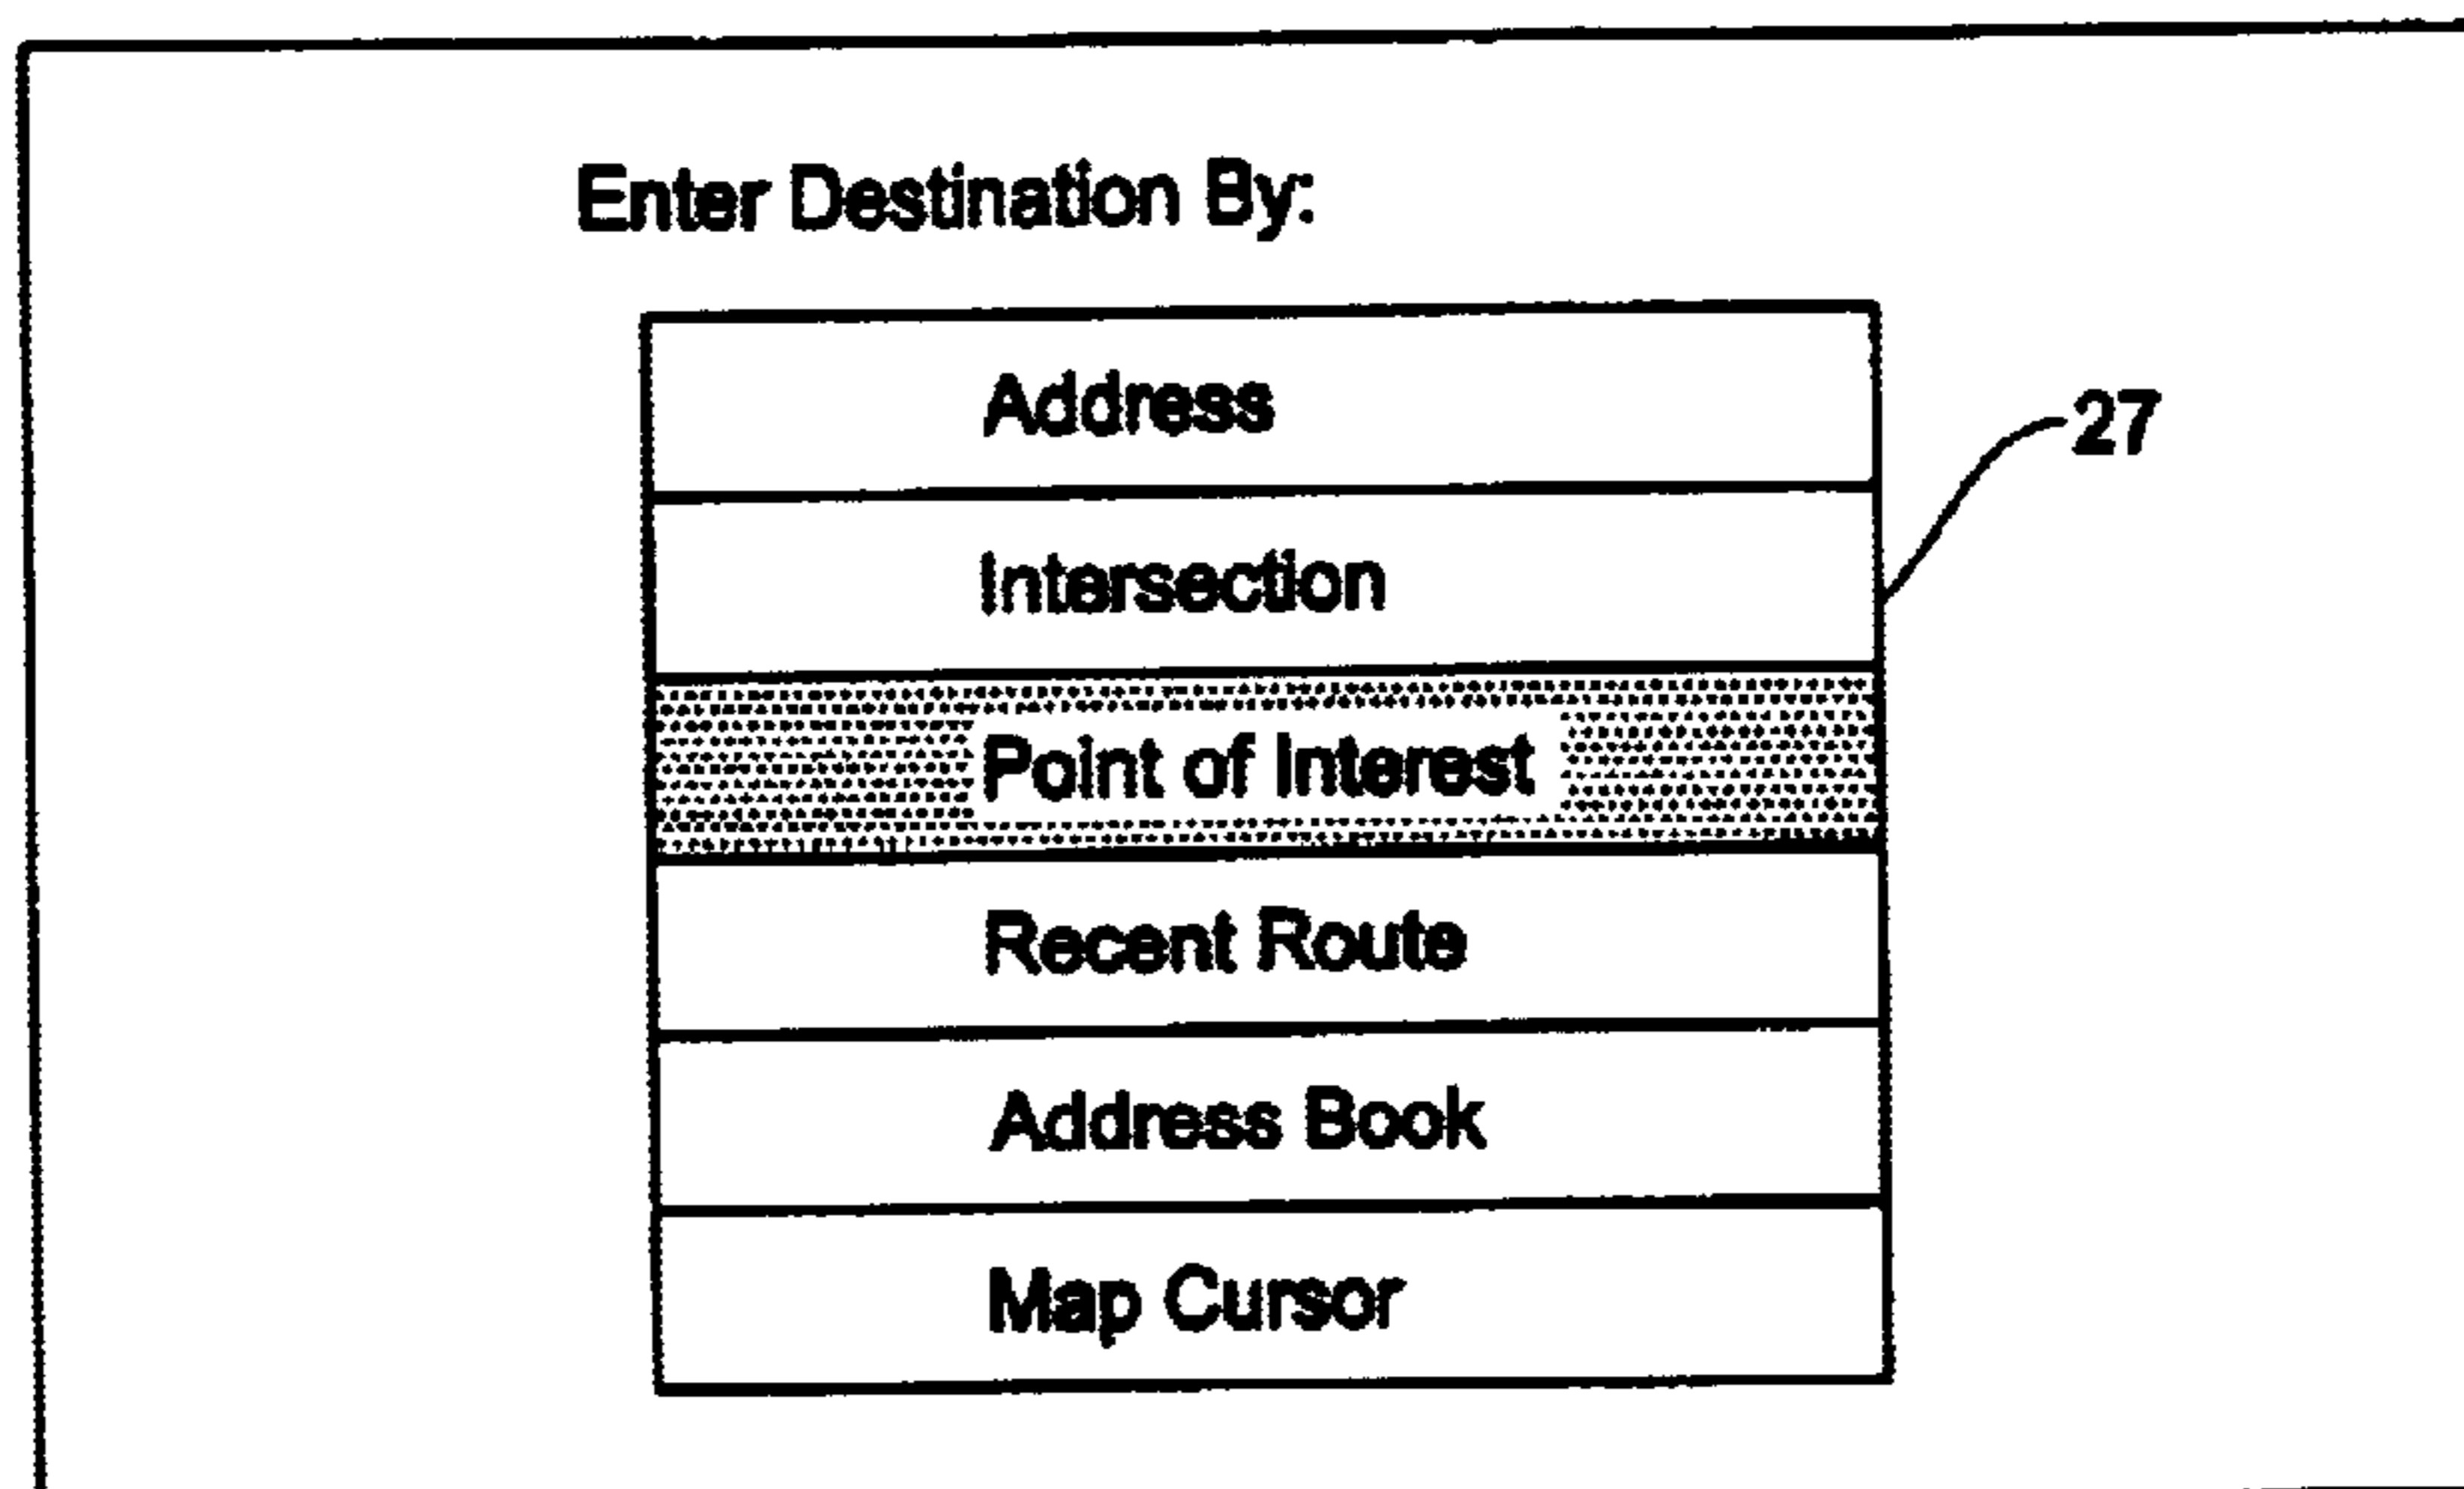 Enter Destination By:
Address
27
Intersection
Point of Interest
Recent Route
Address Book
Map Cursor